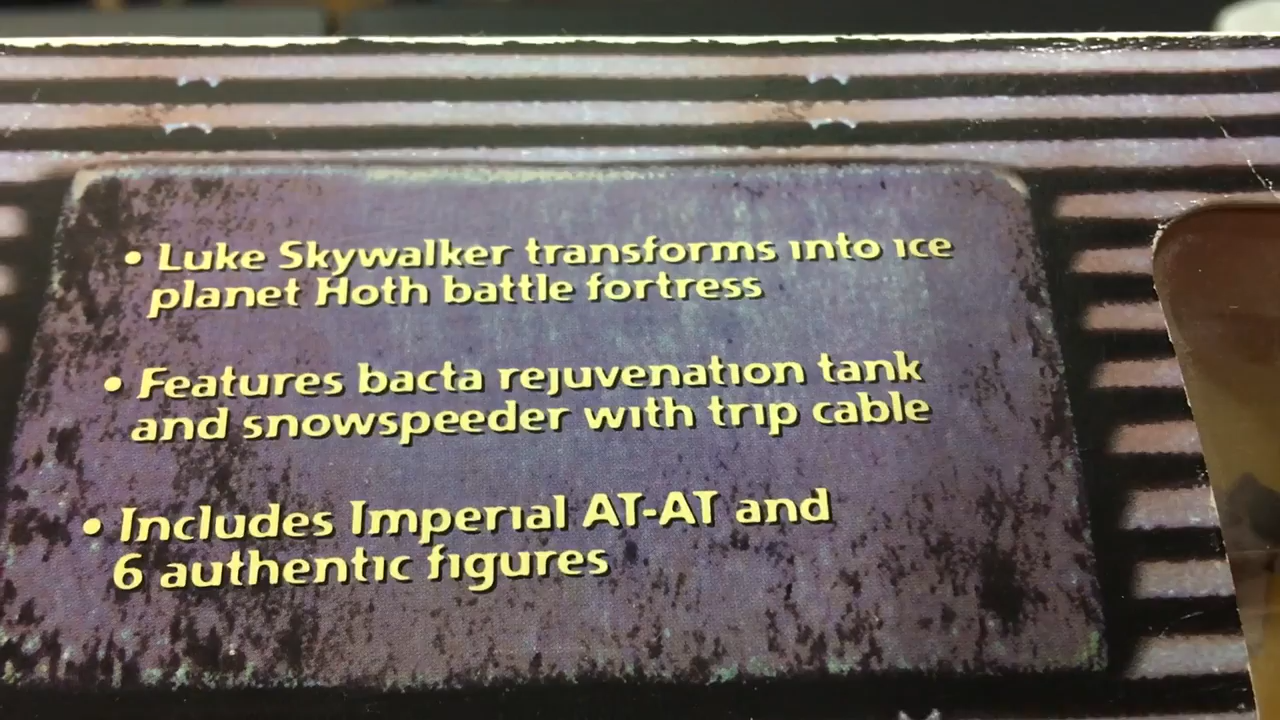 • Luke Skywalker transforms into ice
planet Hoth battle fortress
• Features bacta rejuvenation tank
and snowspeeder with trip cable
• Includes Imperial AT-AT and
6 authentic figures